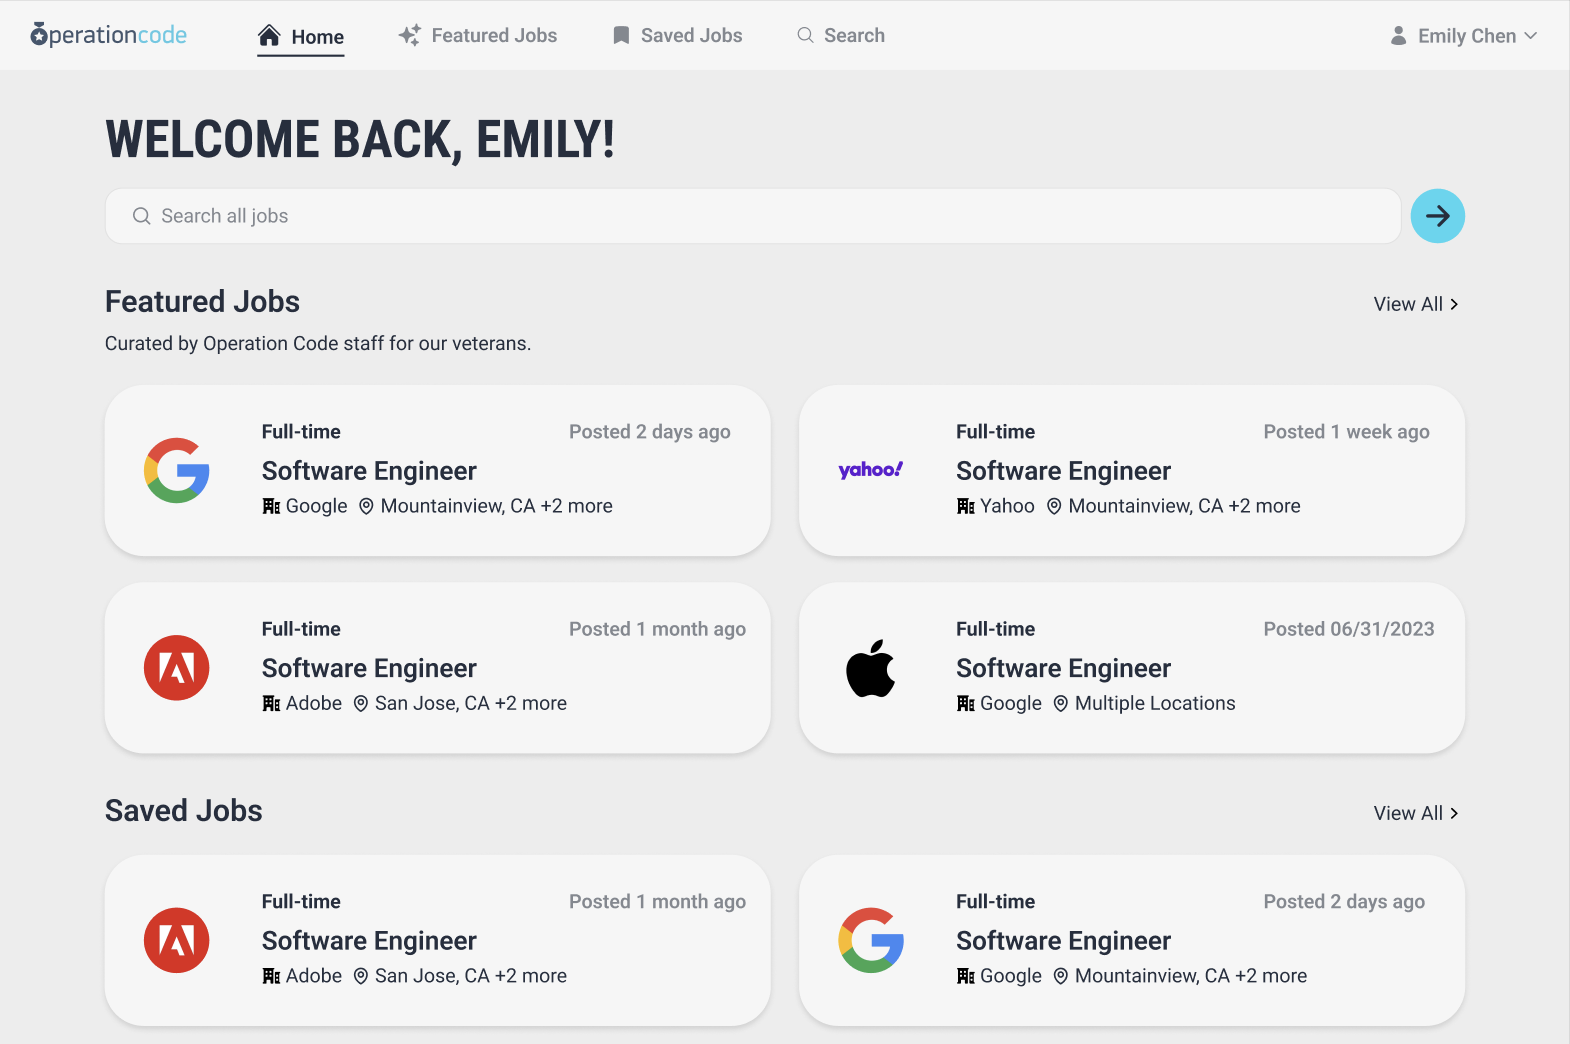 operationcode
Home
Featured Jobs
Saved Jobs
Search
Emily Chen
WELCOME BACK, EMILY!
Search all jobs
Featured Jobs
View All
Curated by Operation Code staff for our veterans.
Full-time
Posted 2 days ago
Software Engineer
Google Mountainview, CA +2 more
yahoo!
Full-time
Posted 1 week ago
Software Engineer
Yahoo Mountainview, CA +2 more
Full-time
Posted 1 month ago
Software Engineer
Adobe San Jose, CA +2 more
Full-time
Posted 06/31/2023
Software Engineer
Google Multiple Locations
Saved Jobs
View All
Full-time
Posted 1 month ago
Software Engineer
Adobe San Jose, CA +2 more
Full-time
Posted 2 days ago
Software Engineer
Google Mountainview, CA +2 more